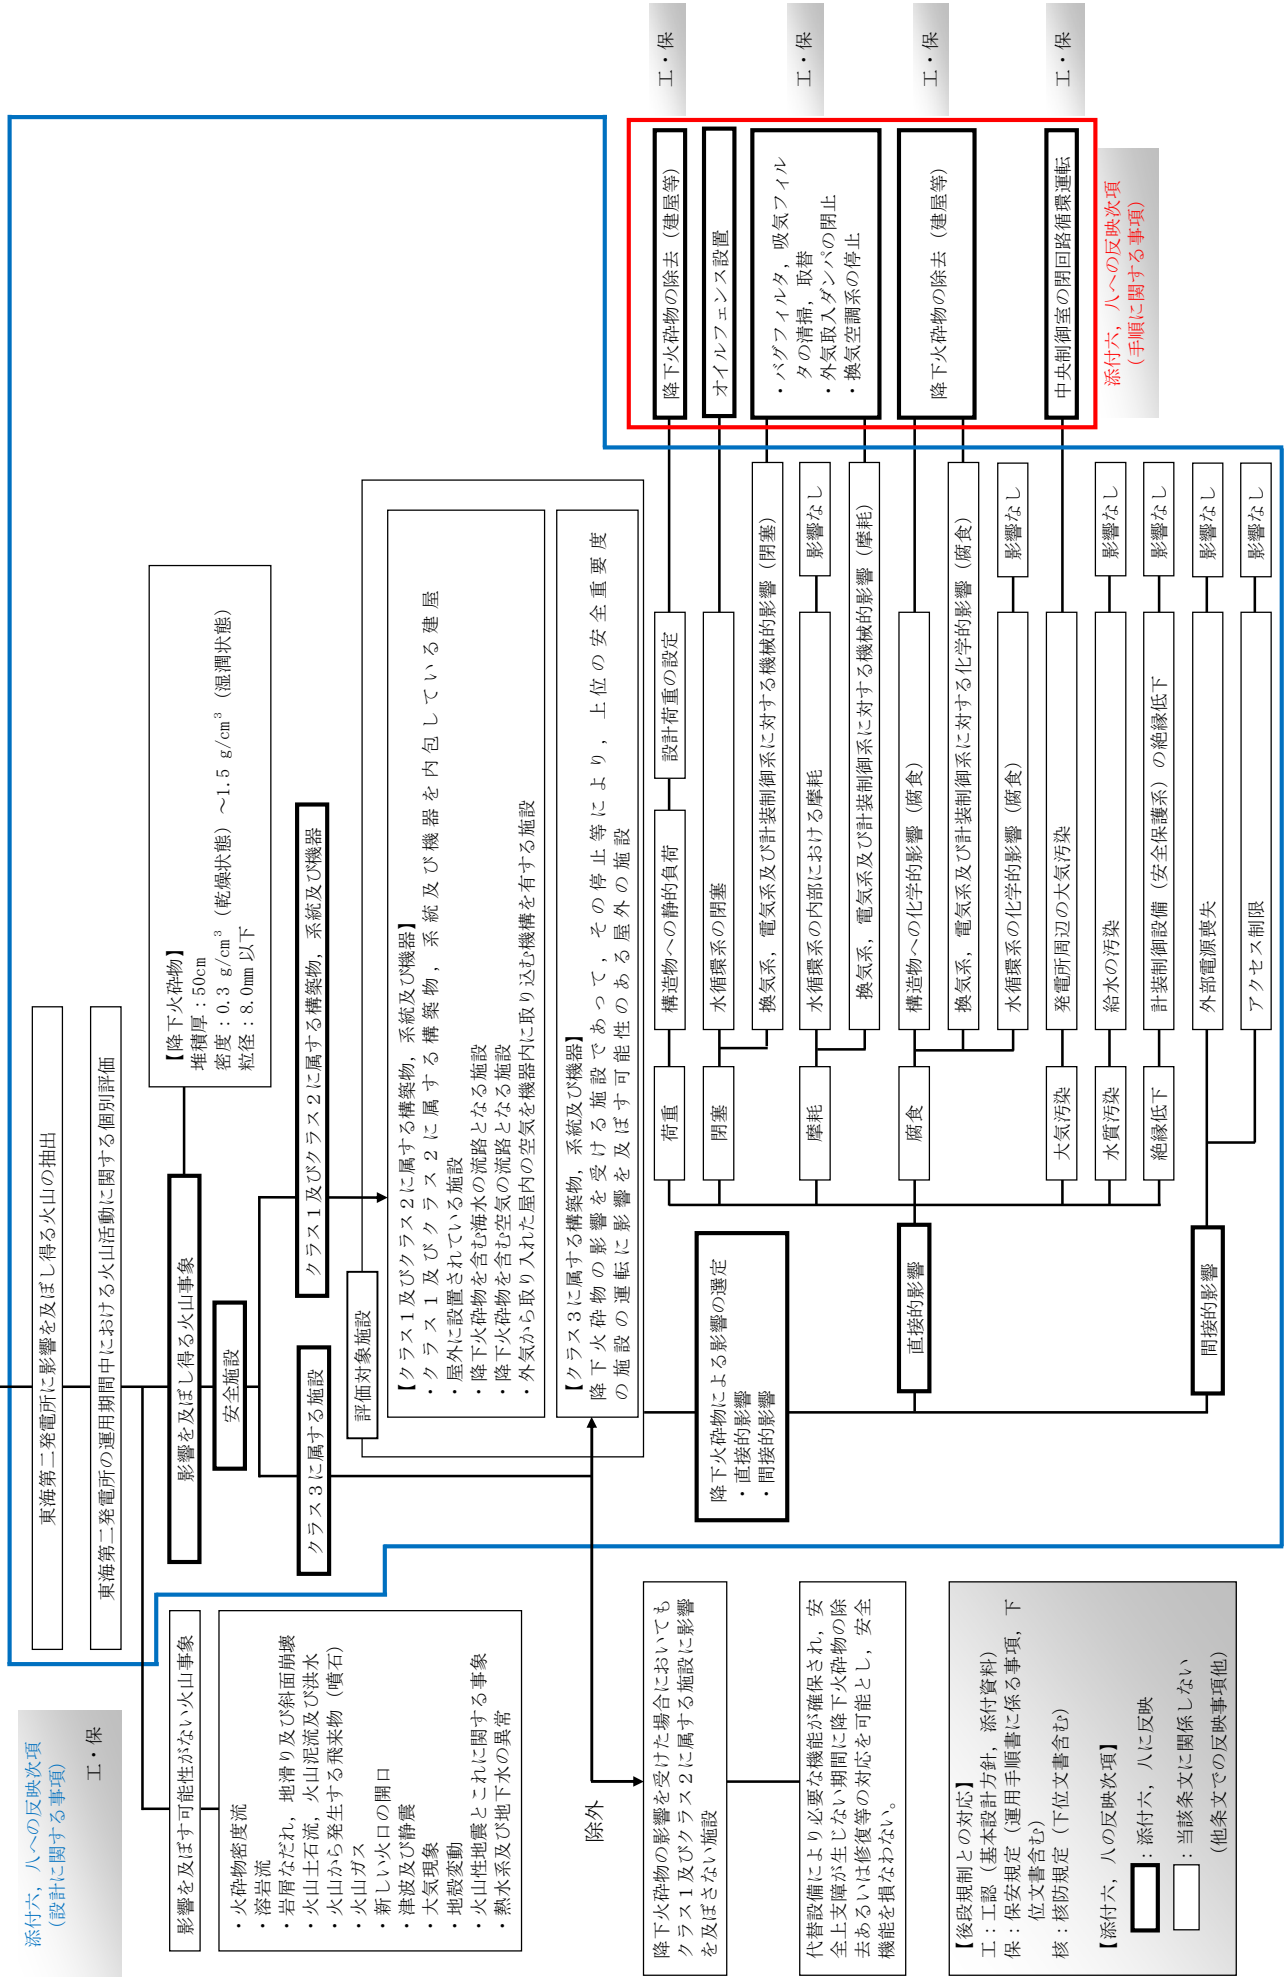 添付六，八への反映次項
(設計に関する事項)
工・保
東海第二発電所に影響を及ぼし得る火山の抽出
東海第二発電所の運用期間中における火山活動に関する個別評価
影響を及ぼす可能性がない火山事象
・火砕物密度流
・溶岩流
・岩屑なだれ，地滑り及び斜面崩壊
・火山土石流，火山泥流及び洪水
・火山から発生する飛来物（噴石）
・火山ガス
・新しい火口の開口
・津波及び静震
・大気現象
・地殻変動
・火山性地震とこれに関する事象
・熱水系及び地下水の異常
影響を及ぼし得る火山事象
【降下火砕物】
堆積厚：50cm
密度：0.3 g/cm³（乾燥状態）～1.5 g/cm³（湿潤状態）
粒径：8.0mm以下
安全施設
クラス３に属する施設
クラス１及びクラス２に属する構築物，系統及び機器
評価対象施設
【クラス１及びクラス２に属する構築物，系統及び機器】
・クラス１及びクラス２に属する構築物，系統及び機器を内包している建屋
・屋外に設置されている施設
・降下火砕物を含む海水の流路となる施設
・降下火砕物を含む空気の流路となる施設
・外気から取り入れた屋内の空気を機器内に取り込む機構を有する施設
【クラス３に属する構築物，系統及び機器】
降下火砕物の影響を受ける施設であって，その停止等により，上位の安全重要度
の施設の運転に影響を及ぼす可能性のある屋外の施設
除外
降下火砕物の影響を受けた場合においても
クラス１及びクラス２に属する施設に影響
を及ぼさない施設
代替設備により必要な機能が確保され，安
全上支障が生じない期間に降下火砕物の除
去あるいは修復等の対応を可能とし，安全
機能を損なわない。
降下火砕物による影響の選定
・直接的影響
・間接的影響
直接的影響
間接的影響
荷重
構造物への静的負荷
設計荷重の設定
降下火砕物の除去（建屋等）
工・保
閉塞
水循環系の閉塞
オイルフェンス設置
換気系，電気系及び計装制御系に対する機械的影響（閉塞）
・バグフィルタ，吸気フィル
タの清掃，取替
・外気取入ダンパの閉止
・換気空調系の停止
工・保
摩耗
水循環系の内部における摩耗
影響なし
換気系，電気系及び計装制御系に対する機械的影響（摩耗）
腐食
構造物への化学的影響（腐食）
降下火砕物の除去（建屋等）
工・保
換気系，電気系及び計装制御系に対する化学的影響（腐食）
水循環系の化学的影響（腐食）
影響なし
大気汚染
発電所周辺の大気汚染
中央制御室の閉回路循環運転
工・保
水質汚染
給水の汚染
影響なし
絶縁低下
計装制御設備（安全保護系）の絶縁低下
影響なし
外部電源喪失
影響なし
アクセス制限
影響なし
添付六，八への反映次項
(手順に関する事項)
【後段規制との対応】
工：工認（基本設計方針，添付資料）
保：保安規定（運用手順書に係る事項，下
位文書含む）
核：核防規定（下位文書含む）
【添付六，八の反映次項】
：添付六，八に反映
：当該条文に関係しない
(他条文での反映事項他)